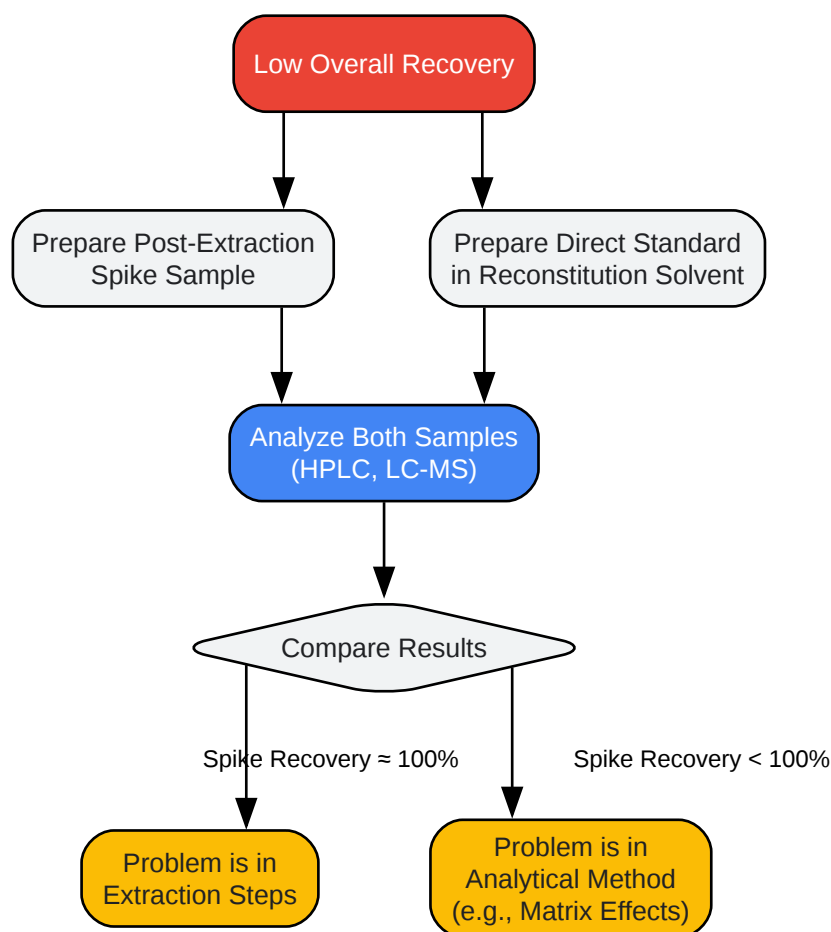 Low Overall Recovery
Prepare Post-Extraction
Spike Sample
Prepare Direct Standard
in Reconstitution Solvent
Analyze Both Samples
(HPLC, LC-MS)
Compare Results
Spike Recovery ≈ 100%
Spike Recovery < 100%
Problem is in
Extraction Steps
Problem is in
Analytical Method
(e.g., Matrix Effects)